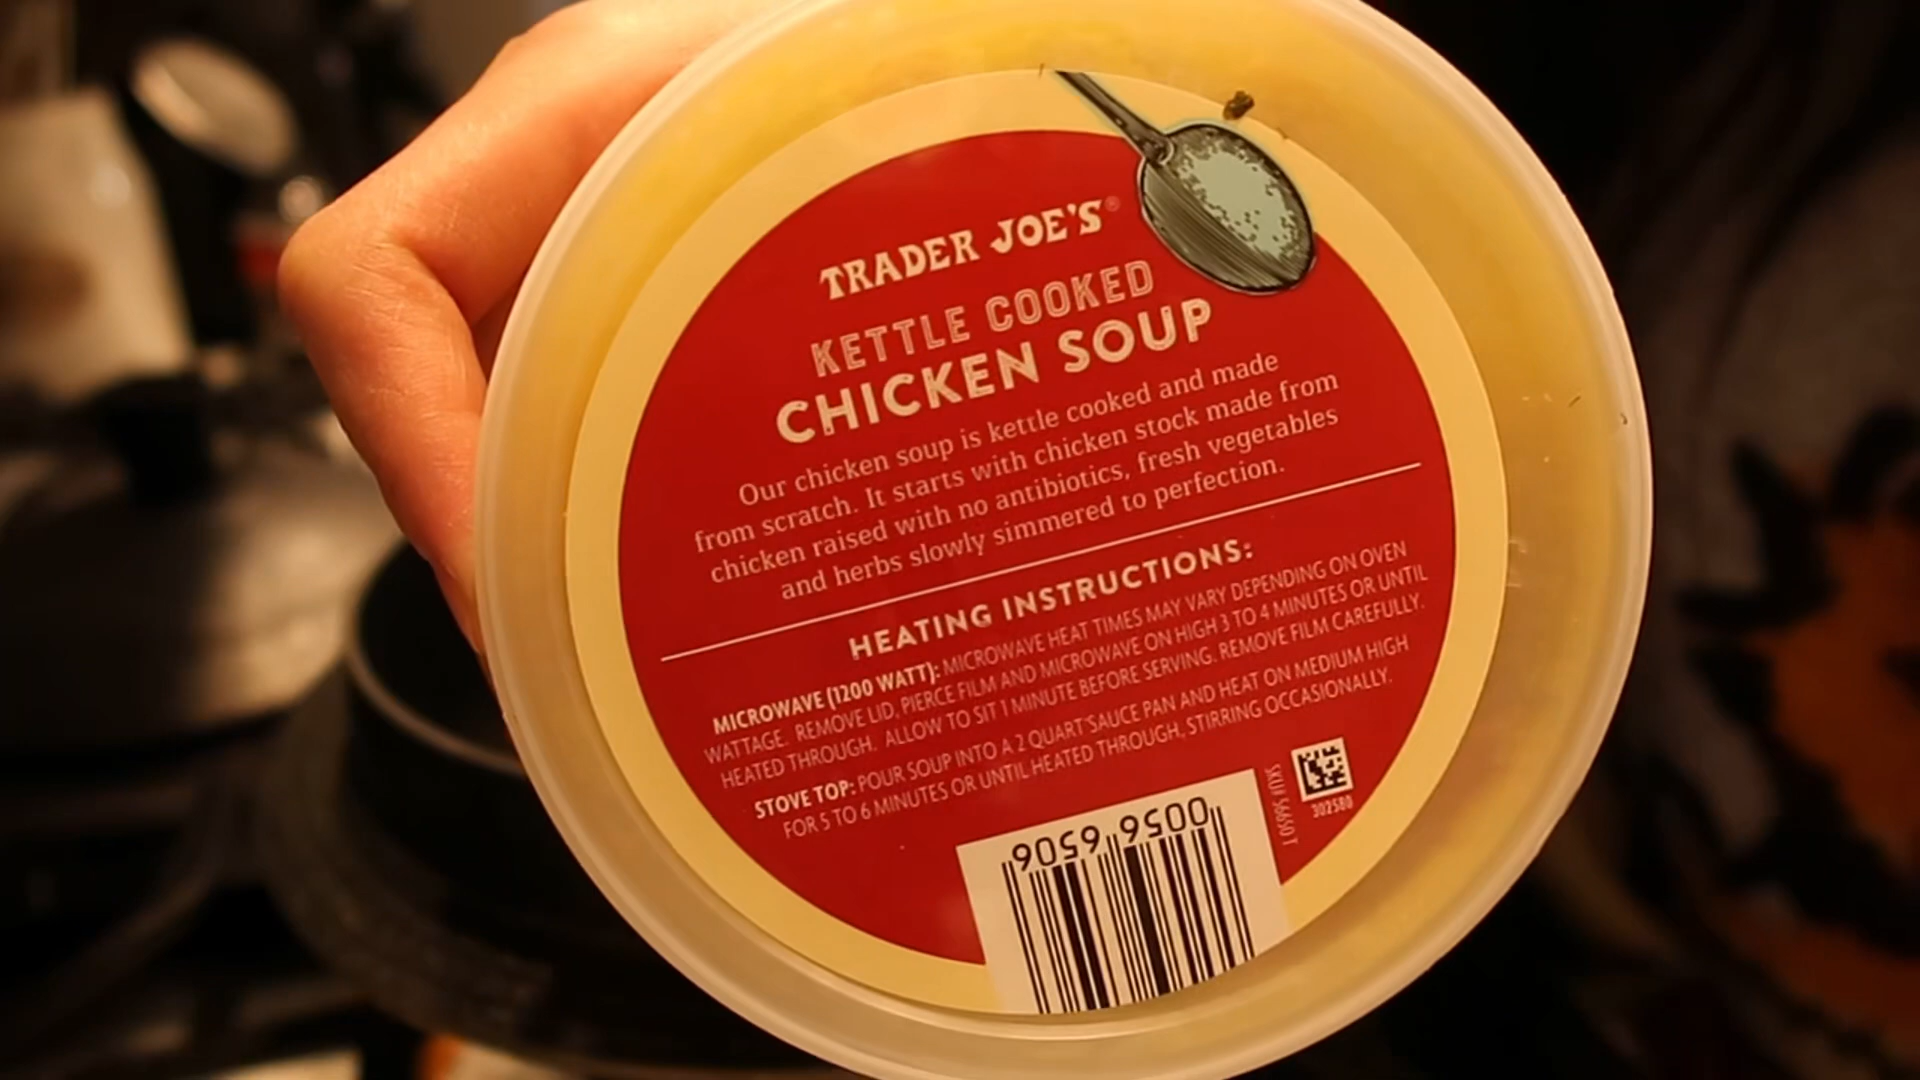 TRADER JOE'S®
KETTLE COOKED
CHICKEN SOUP
Our chicken soup is kettle cooked and made
from scratch. It starts with chicken stock made from
chicken raised with no antibiotics, fresh vegetables
and herbs slowly simmered to perfection.
HEATING INSTRUCTIONS:
MICROWAVE (1200 WATT): MICROWAVE HEAT TIMES MAY VARY DEPENDING ON OVEN
WATTAGE. REMOVE LID, PIERCE FILM AND MICROWAVE ON HIGH 3 TO 4 MINUTES OR UNTIL
HEATED THROUGH. ALLOW TO SIT 1 MINUTE BEFORE SERVING. REMOVE FILM CAREFULLY.
STOVE TOP: POUR SOUP INTO A 2 QUART SAUCE PAN AND HEAT ON MEDIUM HIGH
FOR 5 TO 6 MINUTES OR UNTIL HEATED THROUGH, STIRRING OCCASIONALLY.
0056 9506
SKU# 56950
302580